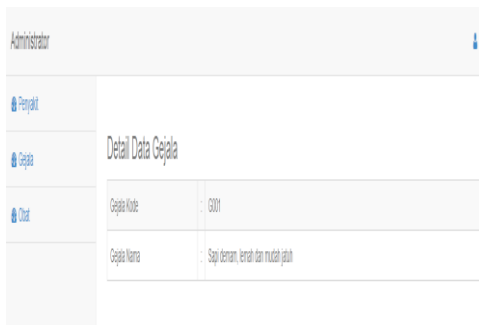 Administrator
Penyakit
Gejala
Obat
Detail Data Gejala
Gejala Kode : G001
Gejala Nama : Sapi demam, lemah dan mudah jatuh